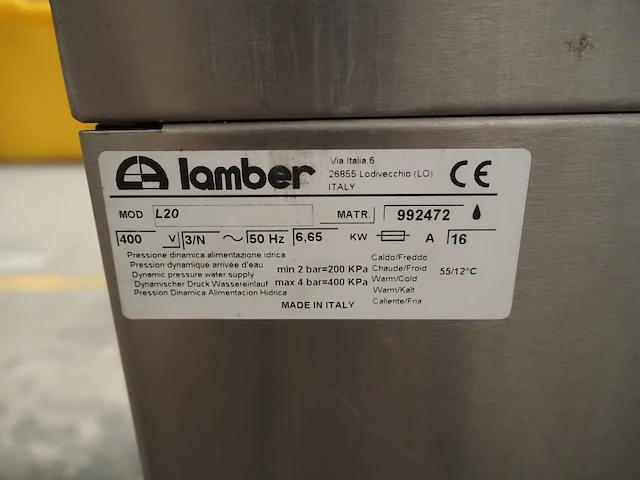 lamber
Via Italia,6
26855 Lodivecchio (LO)
ITALY
CE
MOD L20 MATR. 992472
400 V 3/N ~ 50 Hz 6,65 KW A 16
Pressione dinamica alimentazione idrica
Pression dynamique arrivée d'eau
Dynamic pressure water supply
Dynamischer Druck Wassereinlauf
Pression Dinamica Alimentacion Hidrica
min 2 bar=200 KPa
max 4 bar=400 KPa
Caldo/Freddo
Chaude/Froid
Warm/Cold
Warm/Kalt
Caliente/Fria
55/12°C
MADE IN ITALY